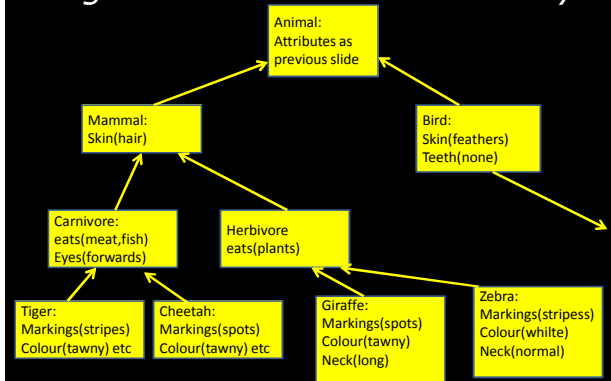 Animal:
Attributes as
previous slide
Mammal:
Skin(hair)
Bird:
Skin(feathers)
Teeth(none)
Carnivore:
eats(meat,fish)
Eyes(forwards)
Herbivore
eats(plants)
Tiger:
Markings(stripes)
Colour(tawny) etc
Cheetah:
Markings(spots)
Colour(tawny) etc
Giraffe:
Markings(spots)
Colour(tawny)
Neck(long)
Zebra:
Markings(stripess)
Colour(whilte)
Neck(normal)